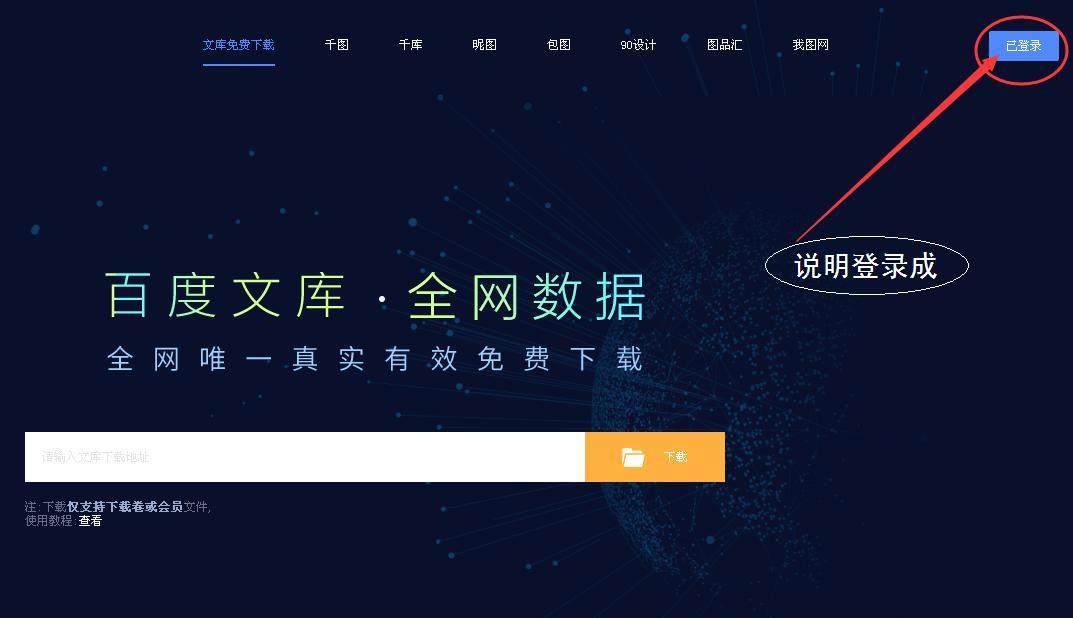 文库免费下载 千图 千库 昵图 包图 90设计 图品汇 我图网 已登录
说明登录成
百度文库·全网数据
全网唯一真实有效免费下载
请输入文库下载地址 下载
注:下载仅支持下载卷或会员文件,
使用教程:查看